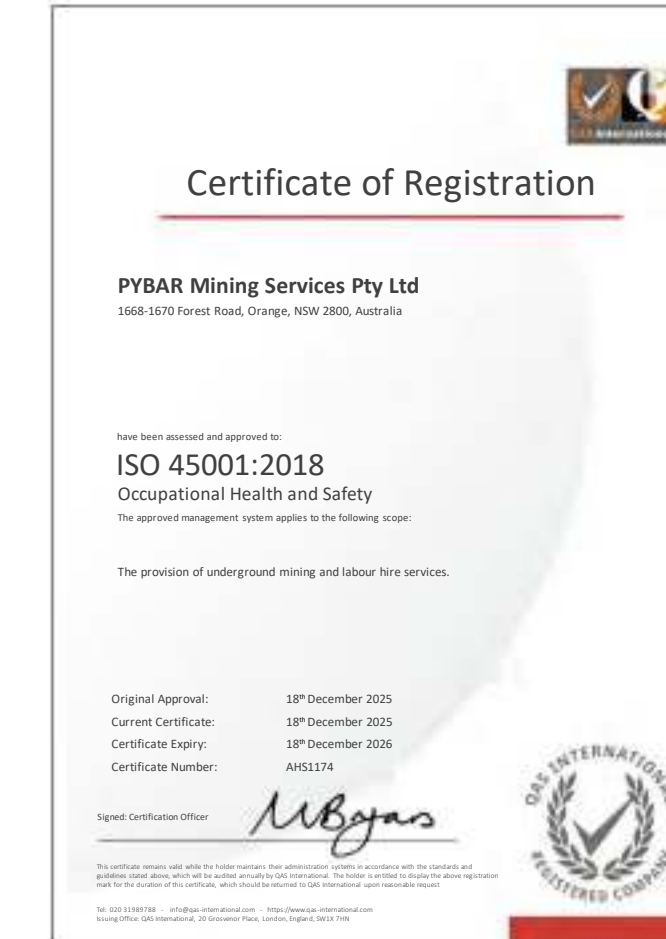 QAS International
Certificate of Registration
PYBAR Mining Services Pty Ltd
1668-1670 Forest Road, Orange, NSW 2800, Australia
have been assessed and approved to:
ISO 45001:2018
Occupational Health and Safety
The approved management system applies to the following scope:
The provision of underground mining and labour hire services.
Original Approval: 18th December 2025
Current Certificate: 18th December 2025
Certificate Expiry: 18th December 2026
Certificate Number: AHS1174
Signed: Certification Officer
QAS INTERNATIONAL
REGISTERED COMPANY
This certificate remains valid while the holder maintains their administration systems in accordance with the standards and
guidelines stated above, which will be audited annually by QAS International. The holder is entitled to display the above registration
mark for the duration of this certificate, which should be returned to QAS International upon reasonable request
Tel: 020 31989788 - info@qas-international.com - https://www.qas-international.com
Issuing Office: QAS International, 20 Grosvenor Place, London, England, SW1X 7HN